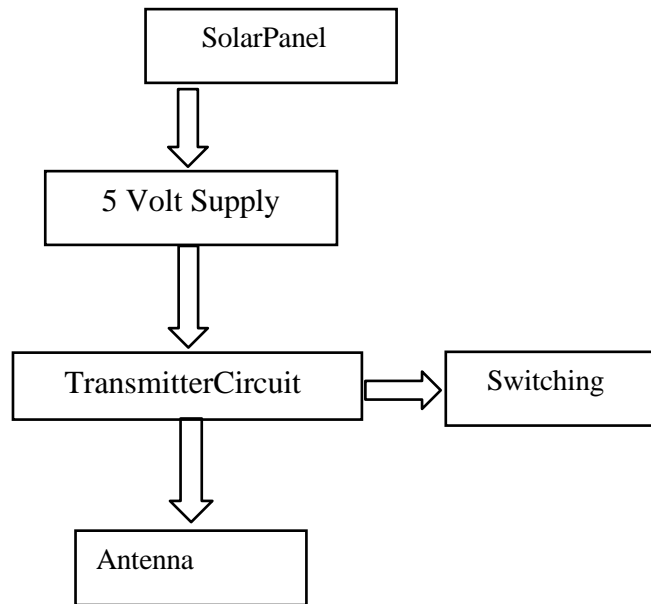 SolarPanel
5 Volt Supply
TransmitterCircuit
Switching
Antenna